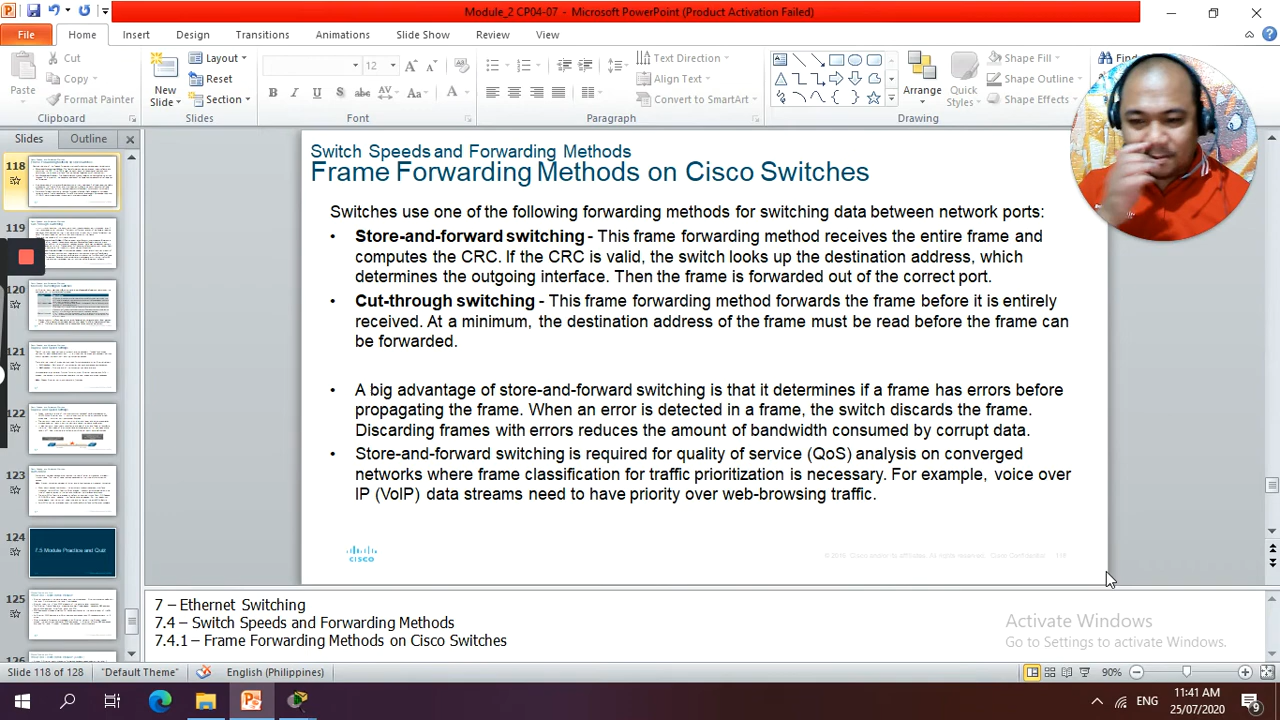 Module_2 CP04-07 - Microsoft PowerPoint (Product Activation Failed)
File Home Insert Design Transitions Animations Slide Show Review View
Cut
Copy
Format Painter
Paste
Clipboard
New
Slide
Layout
Reset
Section
Slides
12
B I U S abc AV Aa A
Font
Text Direction
Align Text
Convert to SmartArt
Paragraph
Arrange
Quick
Styles
Shape Fill
Shape Outline
Shape Effects
Drawing
Slides Outline
118
119
120
121
122
123
124
7.5 Module Practice and Quiz
125
Switch Speeds and Forwarding Methods
Frame Forwarding Methods on Cisco Switches
Switches use one of the following forwarding methods for switching data between network ports:
• Store-and-forward switching - This frame forwarding method receives the entire frame and
computes the CRC. If the CRC is valid, the switch looks up the destination address, which
determines the outgoing interface. Then the frame is forwarded out of the correct port.
• Cut-through switching - This frame forwarding method forwards the frame before it is entirely
received. At a minimum, the destination address of the frame must be read before the frame can
be forwarded.
• A big advantage of store-and-forward switching is that it determines if a frame has errors before
propagating the frame. When an error is detected in a frame, the switch discards the frame.
Discarding frames with errors reduces the amount of bandwidth consumed by corrupt data.
• Store-and-forward switching is required for quality of service (QoS) analysis on converged
networks where frame classification for traffic prioritization is necessary. For example, voice over
IP (VoIP) data streams need to have priority over web-browsing traffic.
CISCO
7 – Ethernet Switching
7.4 – Switch Speeds and Forwarding Methods
7.4.1 – Frame Forwarding Methods on Cisco Switches
Activate Windows
Go to Settings to activate Windows.
Slide 118 of 128 "Default Theme" English (Philippines) 90%
ENG
11:41 AM
25/07/2020
9